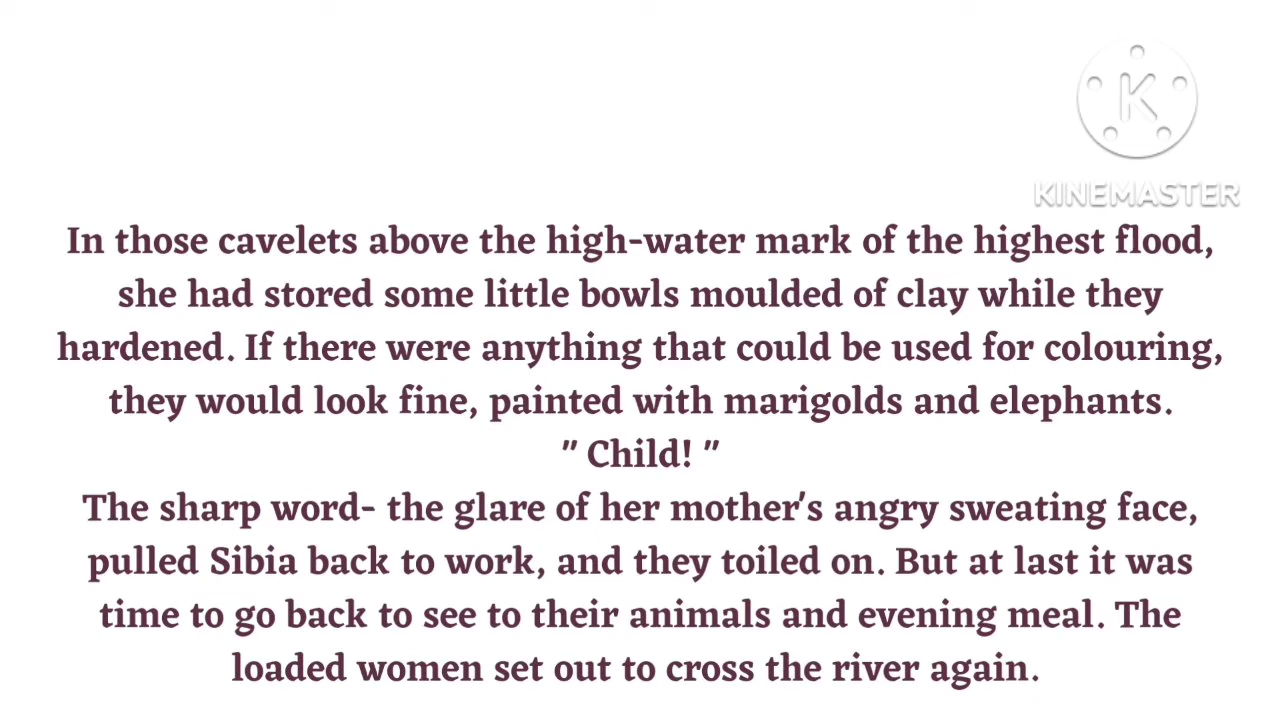 K
KINEMASTER
In those cavelets above the high-water mark of the highest flood,
she had stored some little bowls moulded of clay while they
hardened. If there were anything that could be used for colouring,
they would look fine, painted with marigolds and elephants.
" Child! "
The sharp word- the glare of her mother's angry sweating face,
pulled Sibia back to work, and they toiled on. But at last it was
time to go back to see to their animals and evening meal. The
loaded women set out to cross the river again.